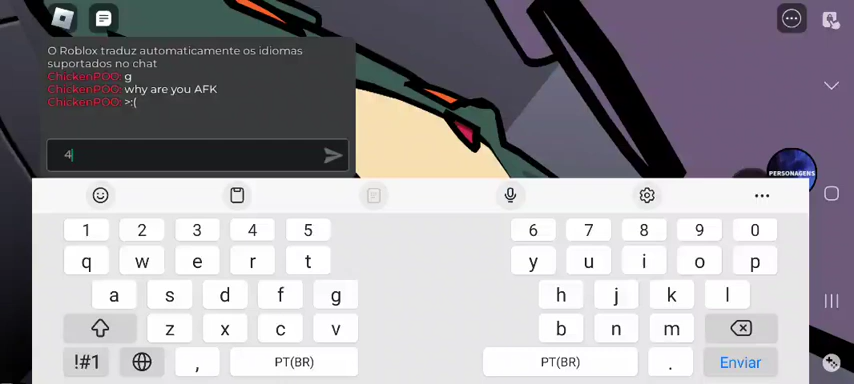 O Roblox traduz automaticamente os idiomas
suportados no chat
ChickenPOO: g
ChickenPOO: why are you AFK
ChickenPOO: >:(
4
PERSONAGENS
1 2 3 4 5 6 7 8 9 0
q w e r t y u i o p
a s d f g h j k l
z x c v b n m
!#1 , PT(BR) PT(BR) . Enviar